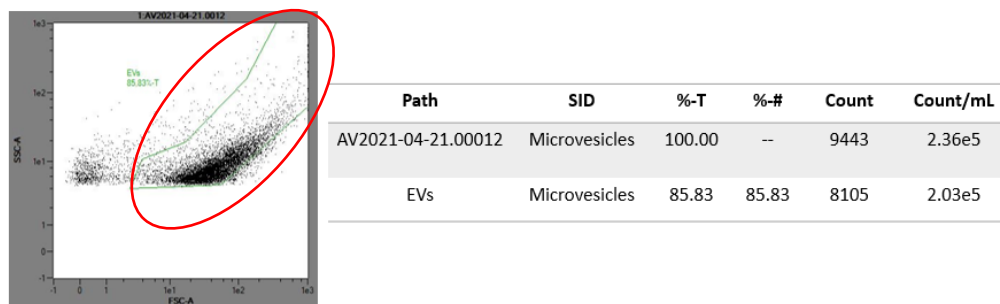 1:AV2021-04-21.0012
1e3
1e2
1e1
1
0
-1
SSC-A
EVs
85.83%-T
-1 0 1 1e1 1e2 1e3
FSC-A
Path SID %-T %-# Count Count/mL
AV2021-04-21.00012 Microvesicles 100.00 -- 9443 2.36e5
EVs Microvesicles 85.83 85.83 8105 2.03e5